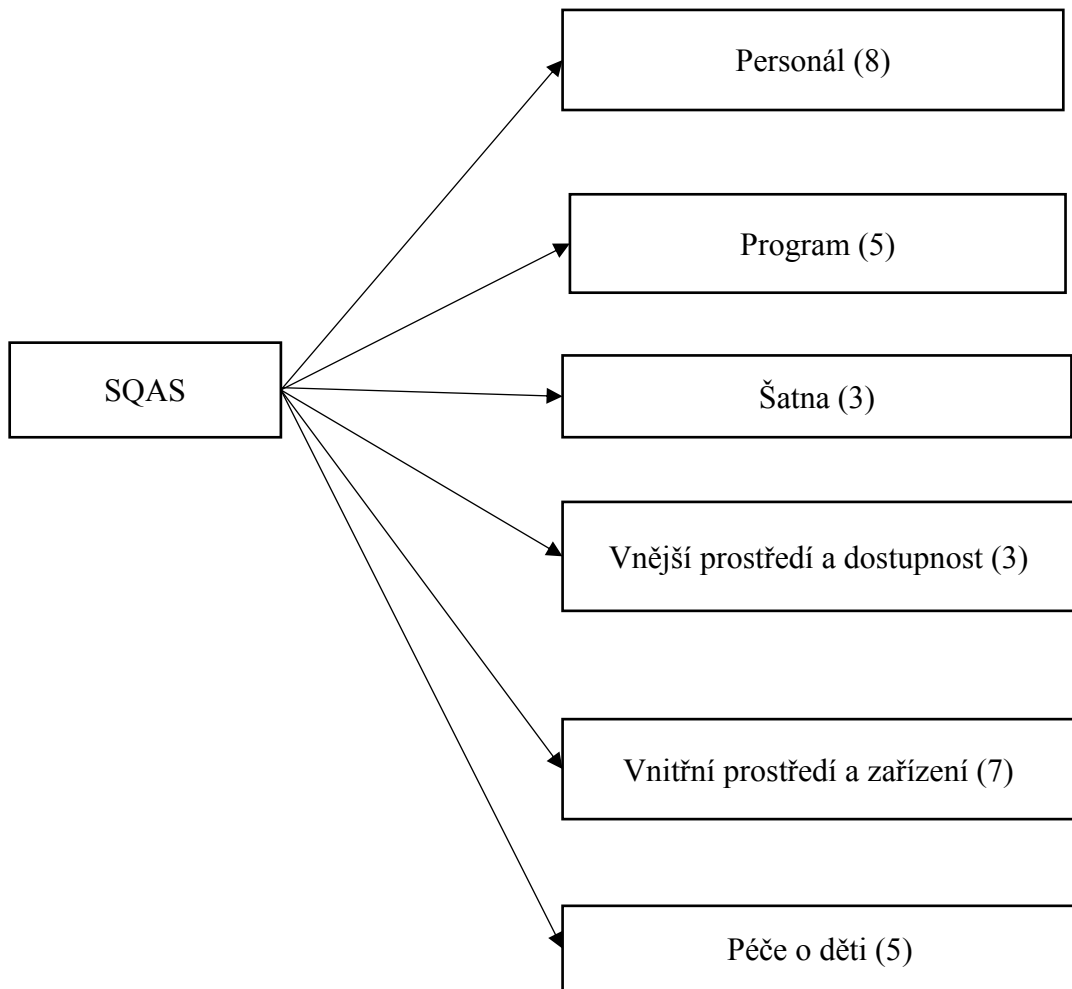 Personál (8)
Program (5)
SQAS
Šatna (3)
Vnější prostředí a dostupnost (3)
Vnitřní prostředí a zařízení (7)
Péče o děti (5)